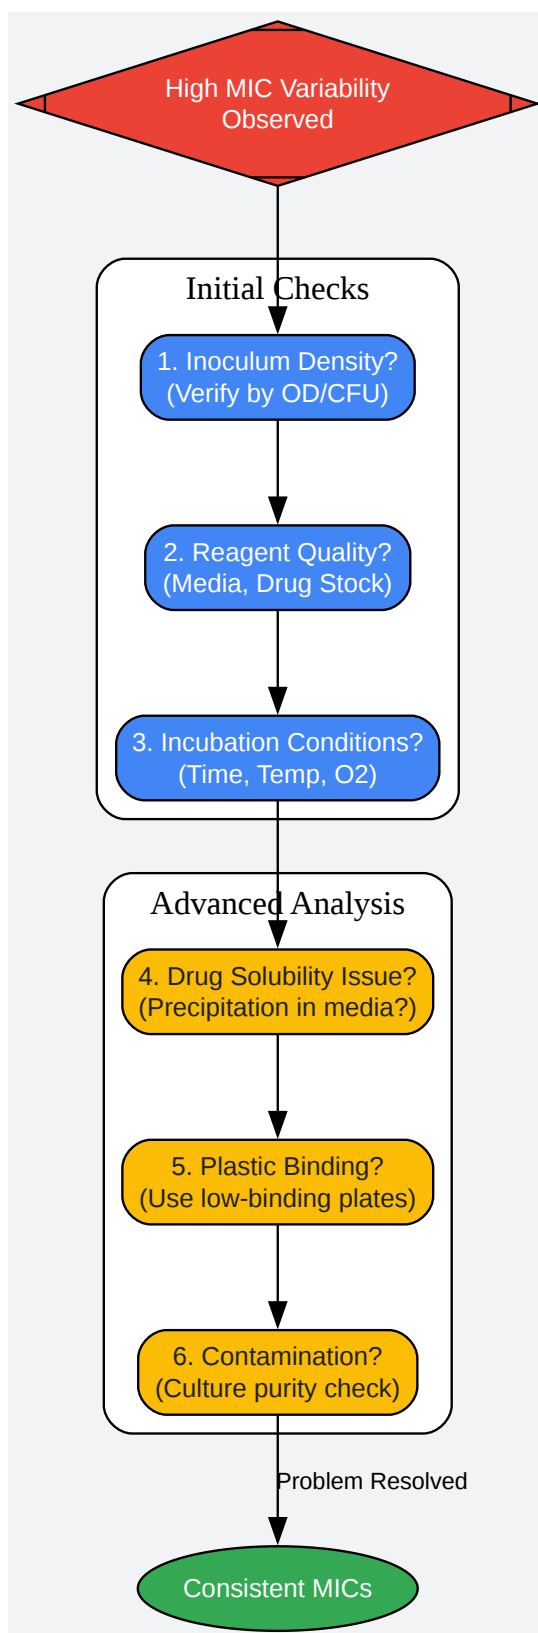 High MIC Variability
Observed
Initial Checks
1. Inoculum Density?
(Verify by OD/CFU)
2. Reagent Quality?
(Media, Drug Stock)
3. Incubation Conditions?
(Time, Temp, O2)
Advanced Analysis
4. Drug Solubility Issue?
(Precipitation in media?)
5. Plastic Binding?
(Use low-binding plates)
6. Contamination?
(Culture purity check)
Problem Resolved
Consistent MICs